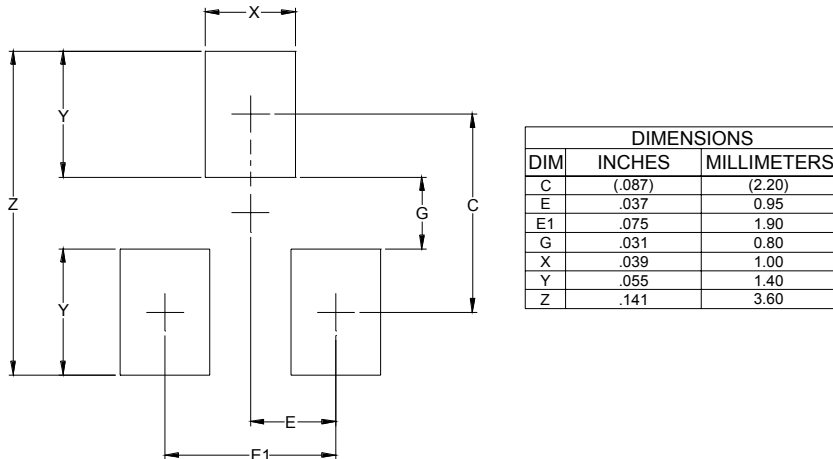 X
Y
Z
G
C
Y
E
E1
DIMENSIONS
DIM INCHES MILLIMETERS
C (.087) (2.20)
E .037 0.95
E1 .075 1.90
G .031 0.80
X .039 1.00
Y .055 1.40
Z .141 3.60